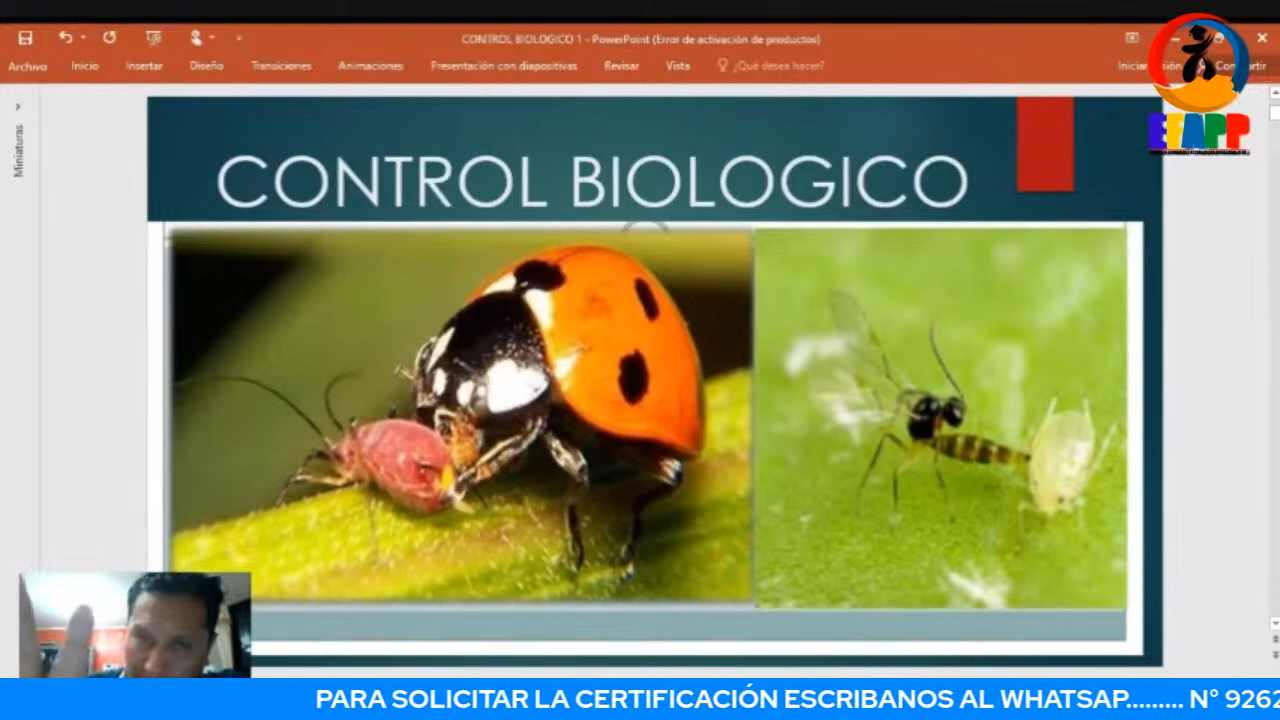 CONTROL BIOLOGICO 1 - PowerPoint (Error de activación de productos)
Archivo Inicio Insertar Diseño Transiciones Animaciones Presentación con diapositivas Revisar Vista ¿Qué desea hacer?
EFAPP
Miniaturas
CONTROL BIOLOGICO
PARA SOLICITAR LA CERTIFICACIÓN ESCRIBANOS AL WHATSAP......... N° 9262